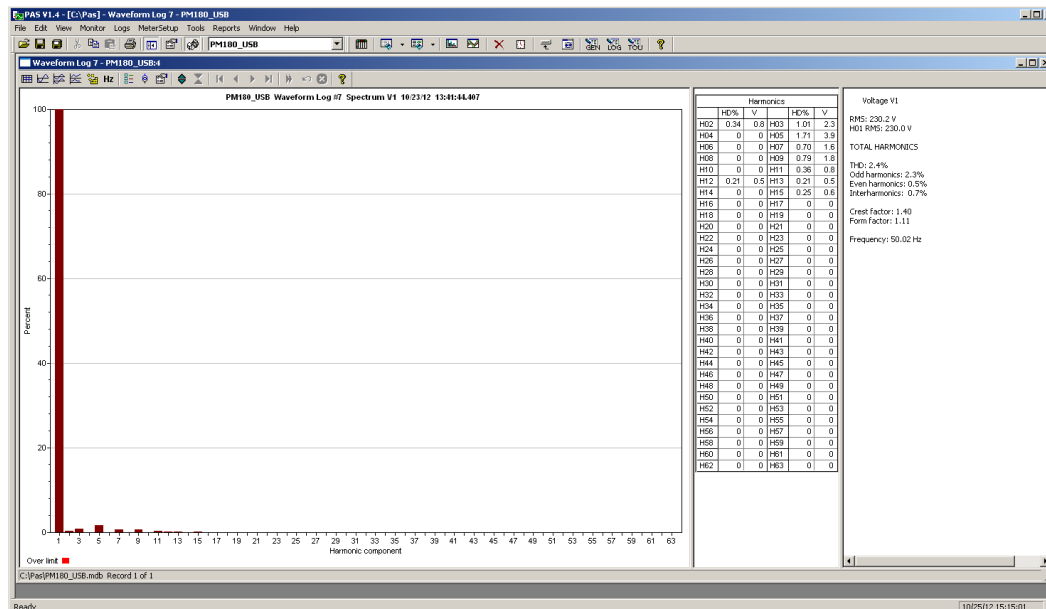 PAS V1.4 - [C:\Pas] - Waveform Log 7 - PM180_USB
File Edit View Monitor Logs MeterSetup Tools Reports Window Help
PM180_USB
GEN LOG TOU
Waveform Log 7 - PM180_USB:4
Hz
PM180_USB Waveform Log #7 Spectrum V1 10/23/12 13:41:44.407
100
80
60
40
20
0
Percent
1 3 5 7 9 11 13 15 17 19 21 23 25 27 29 31 33 35 37 39 41 43 45 47 49 51 53 55 57 59 61 63
Harmonic component
Over limit
Harmonics
HD% V HD% V
H02 0.34 0.8 H03 1.01 2.3
H04 0 0 H05 1.71 3.9
H06 0 0 H07 0.70 1.6
H08 0 0 H09 0.79 1.8
H10 0 0 H11 0.36 0.8
H12 0.21 0.5 H13 0.21 0.5
H14 0 0 H15 0.25 0.6
H16 0 0 H17 0 0
H18 0 0 H19 0 0
H20 0 0 H21 0 0
H22 0 0 H23 0 0
H24 0 0 H25 0 0
H26 0 0 H27 0 0
H28 0 0 H29 0 0
H30 0 0 H31 0 0
H32 0 0 H33 0 0
H34 0 0 H35 0 0
H36 0 0 H37 0 0
H38 0 0 H39 0 0
H40 0 0 H41 0 0
H42 0 0 H43 0 0
H44 0 0 H45 0 0
H46 0 0 H47 0 0
H48 0 0 H49 0 0
H50 0 0 H51 0 0
H52 0 0 H53 0 0
H54 0 0 H55 0 0
H56 0 0 H57 0 0
H58 0 0 H59 0 0
H60 0 0 H61 0 0
H62 0 0 H63 0 0
Voltage V1
RMS: 230.2 V
H01 RMS: 230.0 V
TOTAL HARMONICS
THD: 2.4%
Odd harmonics: 2.3%
Even harmonics: 0.5%
Interharmonics: 0.7%
Crest factor: 1.40
Form factor: 1.11
Frequency: 50.02 Hz
C:\Pas\PM180_USB.mdb Record 1 of 1
Ready
10/25/12 15:15:01